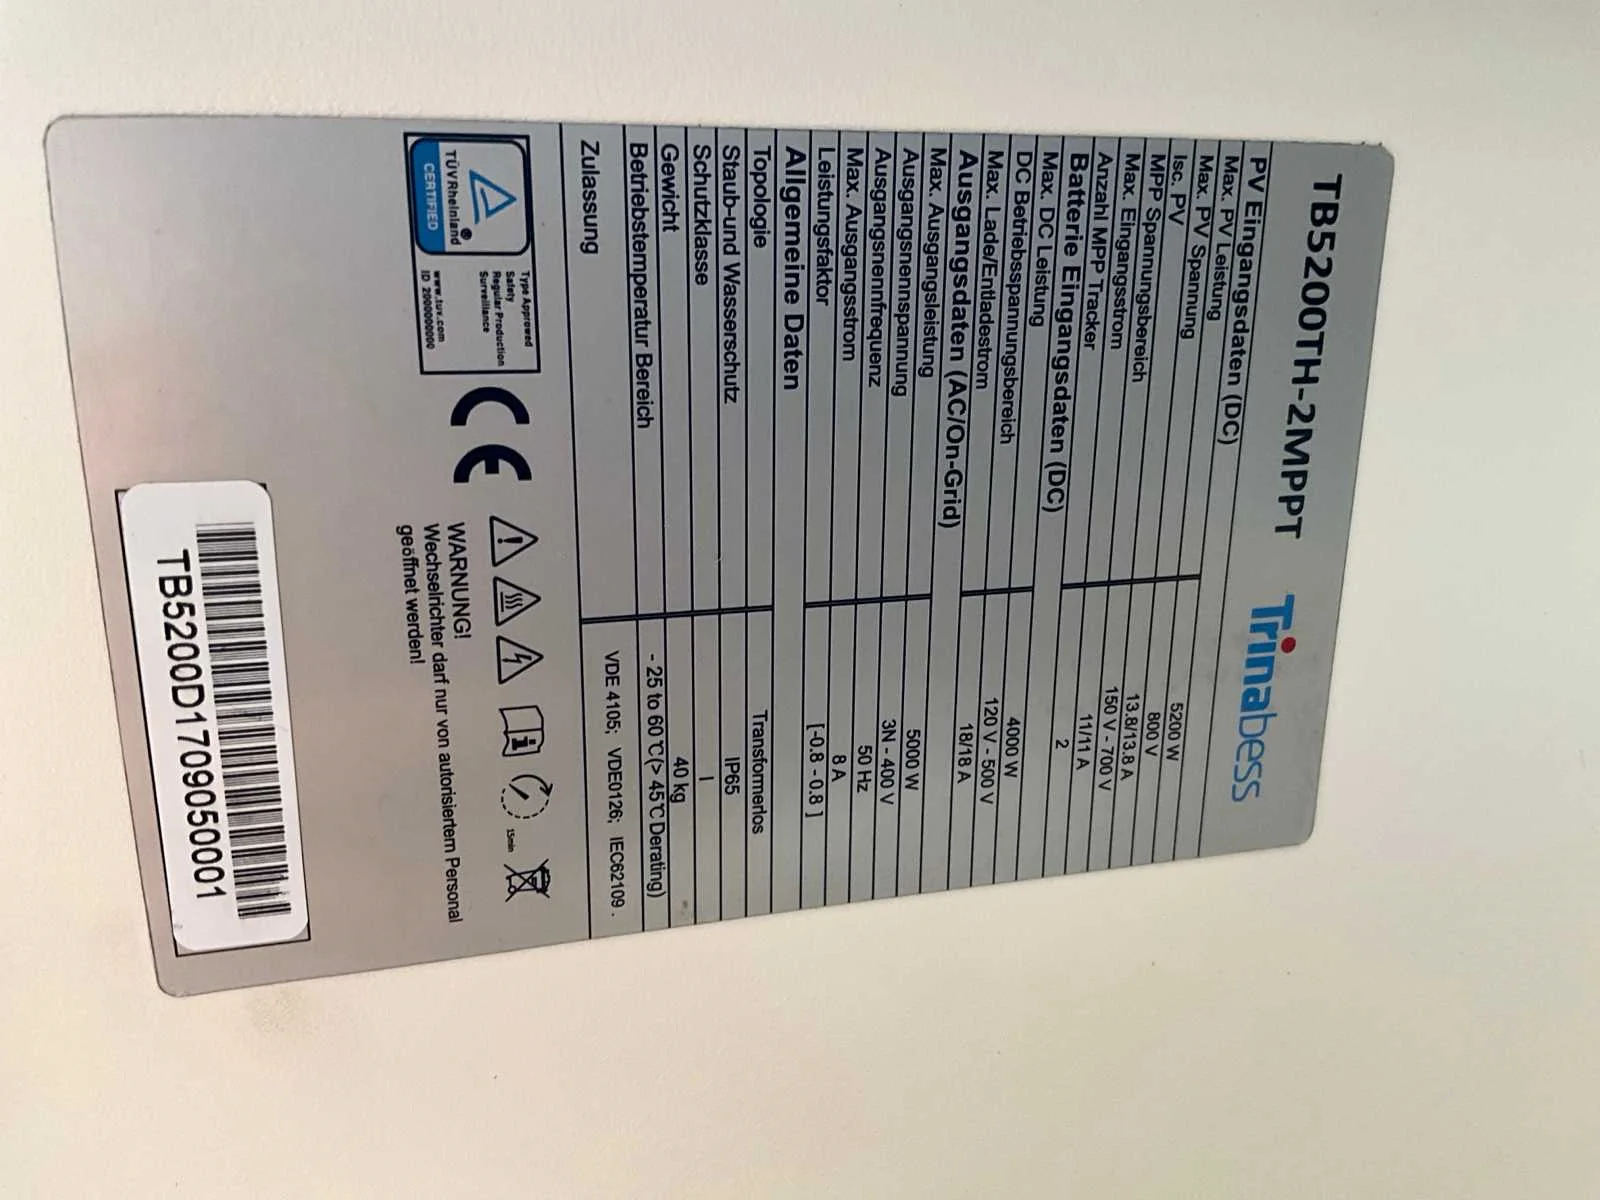 TB5200TH-2MPPT Trinabess
PV Eingangsdaten (DC)
Max. PV Leistung 5200 W
Max. PV Spannung 800 V
Isc. PV 13.8/13.8 A
MPP Spannungsbereich 150 V - 700 V
Max. Eingangsstrom 11/11 A
Anzahl MPP Tracker 2
Batterie Eingangsdaten (DC)
Max. DC Leistung 4000 W
DC Betriebsspannungsbereich 120 V - 500 V
Max. Lade/Entladestrom 18/18 A
Ausgangsdaten (AC/On-Grid)
Max. Ausgangsleistung 5000 W
Ausgangsnennspannung 3N - 400 V
Ausgangsnennfrequenz 50 Hz
Max. Ausgangsstrom 8 A
Leistungsfaktor [-0.8 - 0.8 ]
Allgemeine Daten
Topologie Transformerlos
Staub-und Wasserschutz IP65
Schutzklasse I
Gewicht 40 kg
Betriebstemperatur Bereich - 25 to 60 ℃(> 45 ℃ Derating)
Zulassung VDE 4105; VDE0126; IEC62109 .
TÜVRheinland ®
CERTIFIED
Type Approved
Safety
Regular Production
Surveillance
www.tuv.com
ID 2000000000
CE
15min
WARNUNG!
Wechselrichter darf nur von autorisiertem Personal
geöffnet werden!
TB5200D1709050001